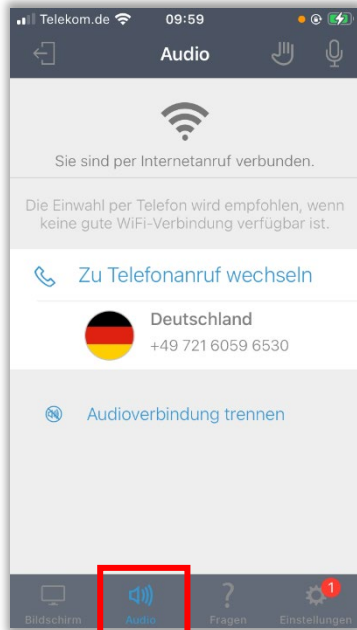 Telekom.de 09:59
Audio
Sie sind per Internetanruf verbunden.
Die Einwahl per Telefon wird empfohlen, wenn
keine gute WiFi-Verbindung verfügbar ist.
Zu Telefonanruf wechseln
Deutschland
+49 721 6059 6530
Audioverbindung trennen
1
Bildschirm Audio Fragen Einstellungen